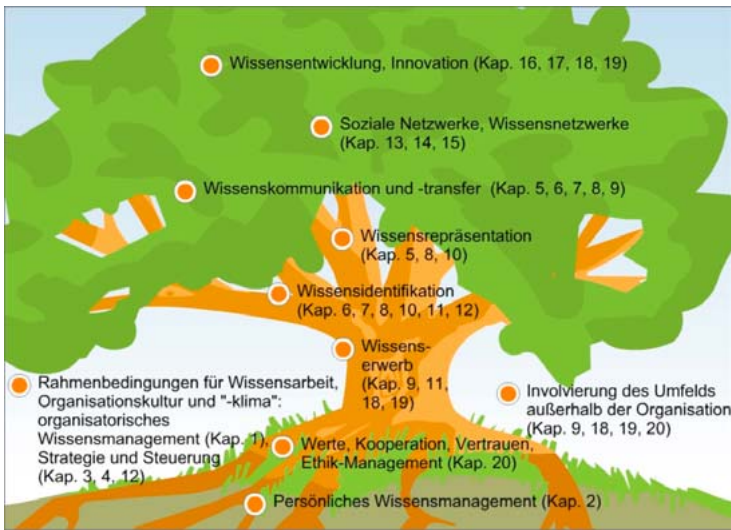 Wissensentwicklung, Innovation (Kap. 16, 17, 18, 19)
Soziale Netzwerke, Wissensnetzwerke
(Kap. 13, 14, 15)
Wissenskommunikation und -transfer (Kap. 5, 6, 7, 8, 9)
Wissensrepräsentation
(Kap. 5, 8, 10)
Wissensidentifikation
(Kap. 6, 7, 8, 10, 11, 12)
Wissens-
erwerb
(Kap. 9, 11,
18, 19)
Rahmenbedingungen für Wissensarbeit,
Organisationskultur und "-klima":
organisatorisches
Wissensmanagement (Kap. 1),
Strategie und Steuerung
(Kap. 3, 4, 12)
Involvierung des Umfelds
außerhalb der Organisation
(Kap. 9, 18, 19, 20)
Werte, Kooperation, Vertrauen,
Ethik-Management (Kap. 20)
Persönliches Wissensmanagement (Kap. 2)